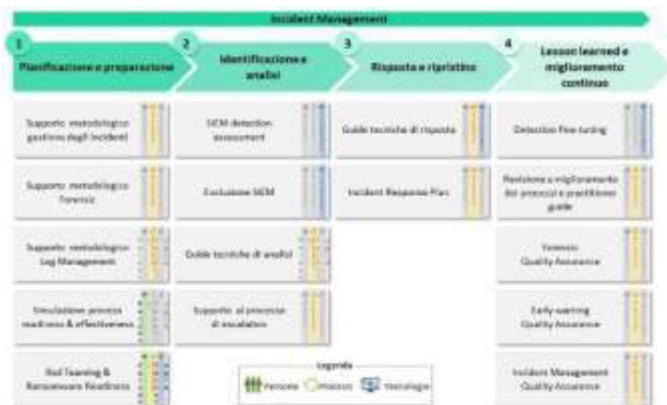 Incident Management
1
Pianificazione e preparazione
2
Identificazione e
analisi
3
Risposta e ripristino
4
Lesson learned e
miglioramento
continuo
Supporto metodologico
gestione degli Incidenti
Supporto metodologico
Forensic
Supporto metodologico
Log Management
Simulazione process
readiness & effectiveness
Red Teaming &
Ransomware Readiness
SIEM detection
assessment
Evoluzione SIEM
Guide tecniche di analisi
Supporto al processo
di escalation
Guide tecniche di risposta
Incident Response Plan
Detection fine tuning
Revisione e miglioramento
dei processi e practitioner
guide
Forensic
Quality Assurance
Early warning
Quality Assurance
Incident Management
Quality Assurance
Legenda
Persone
Processi
Tecnologie